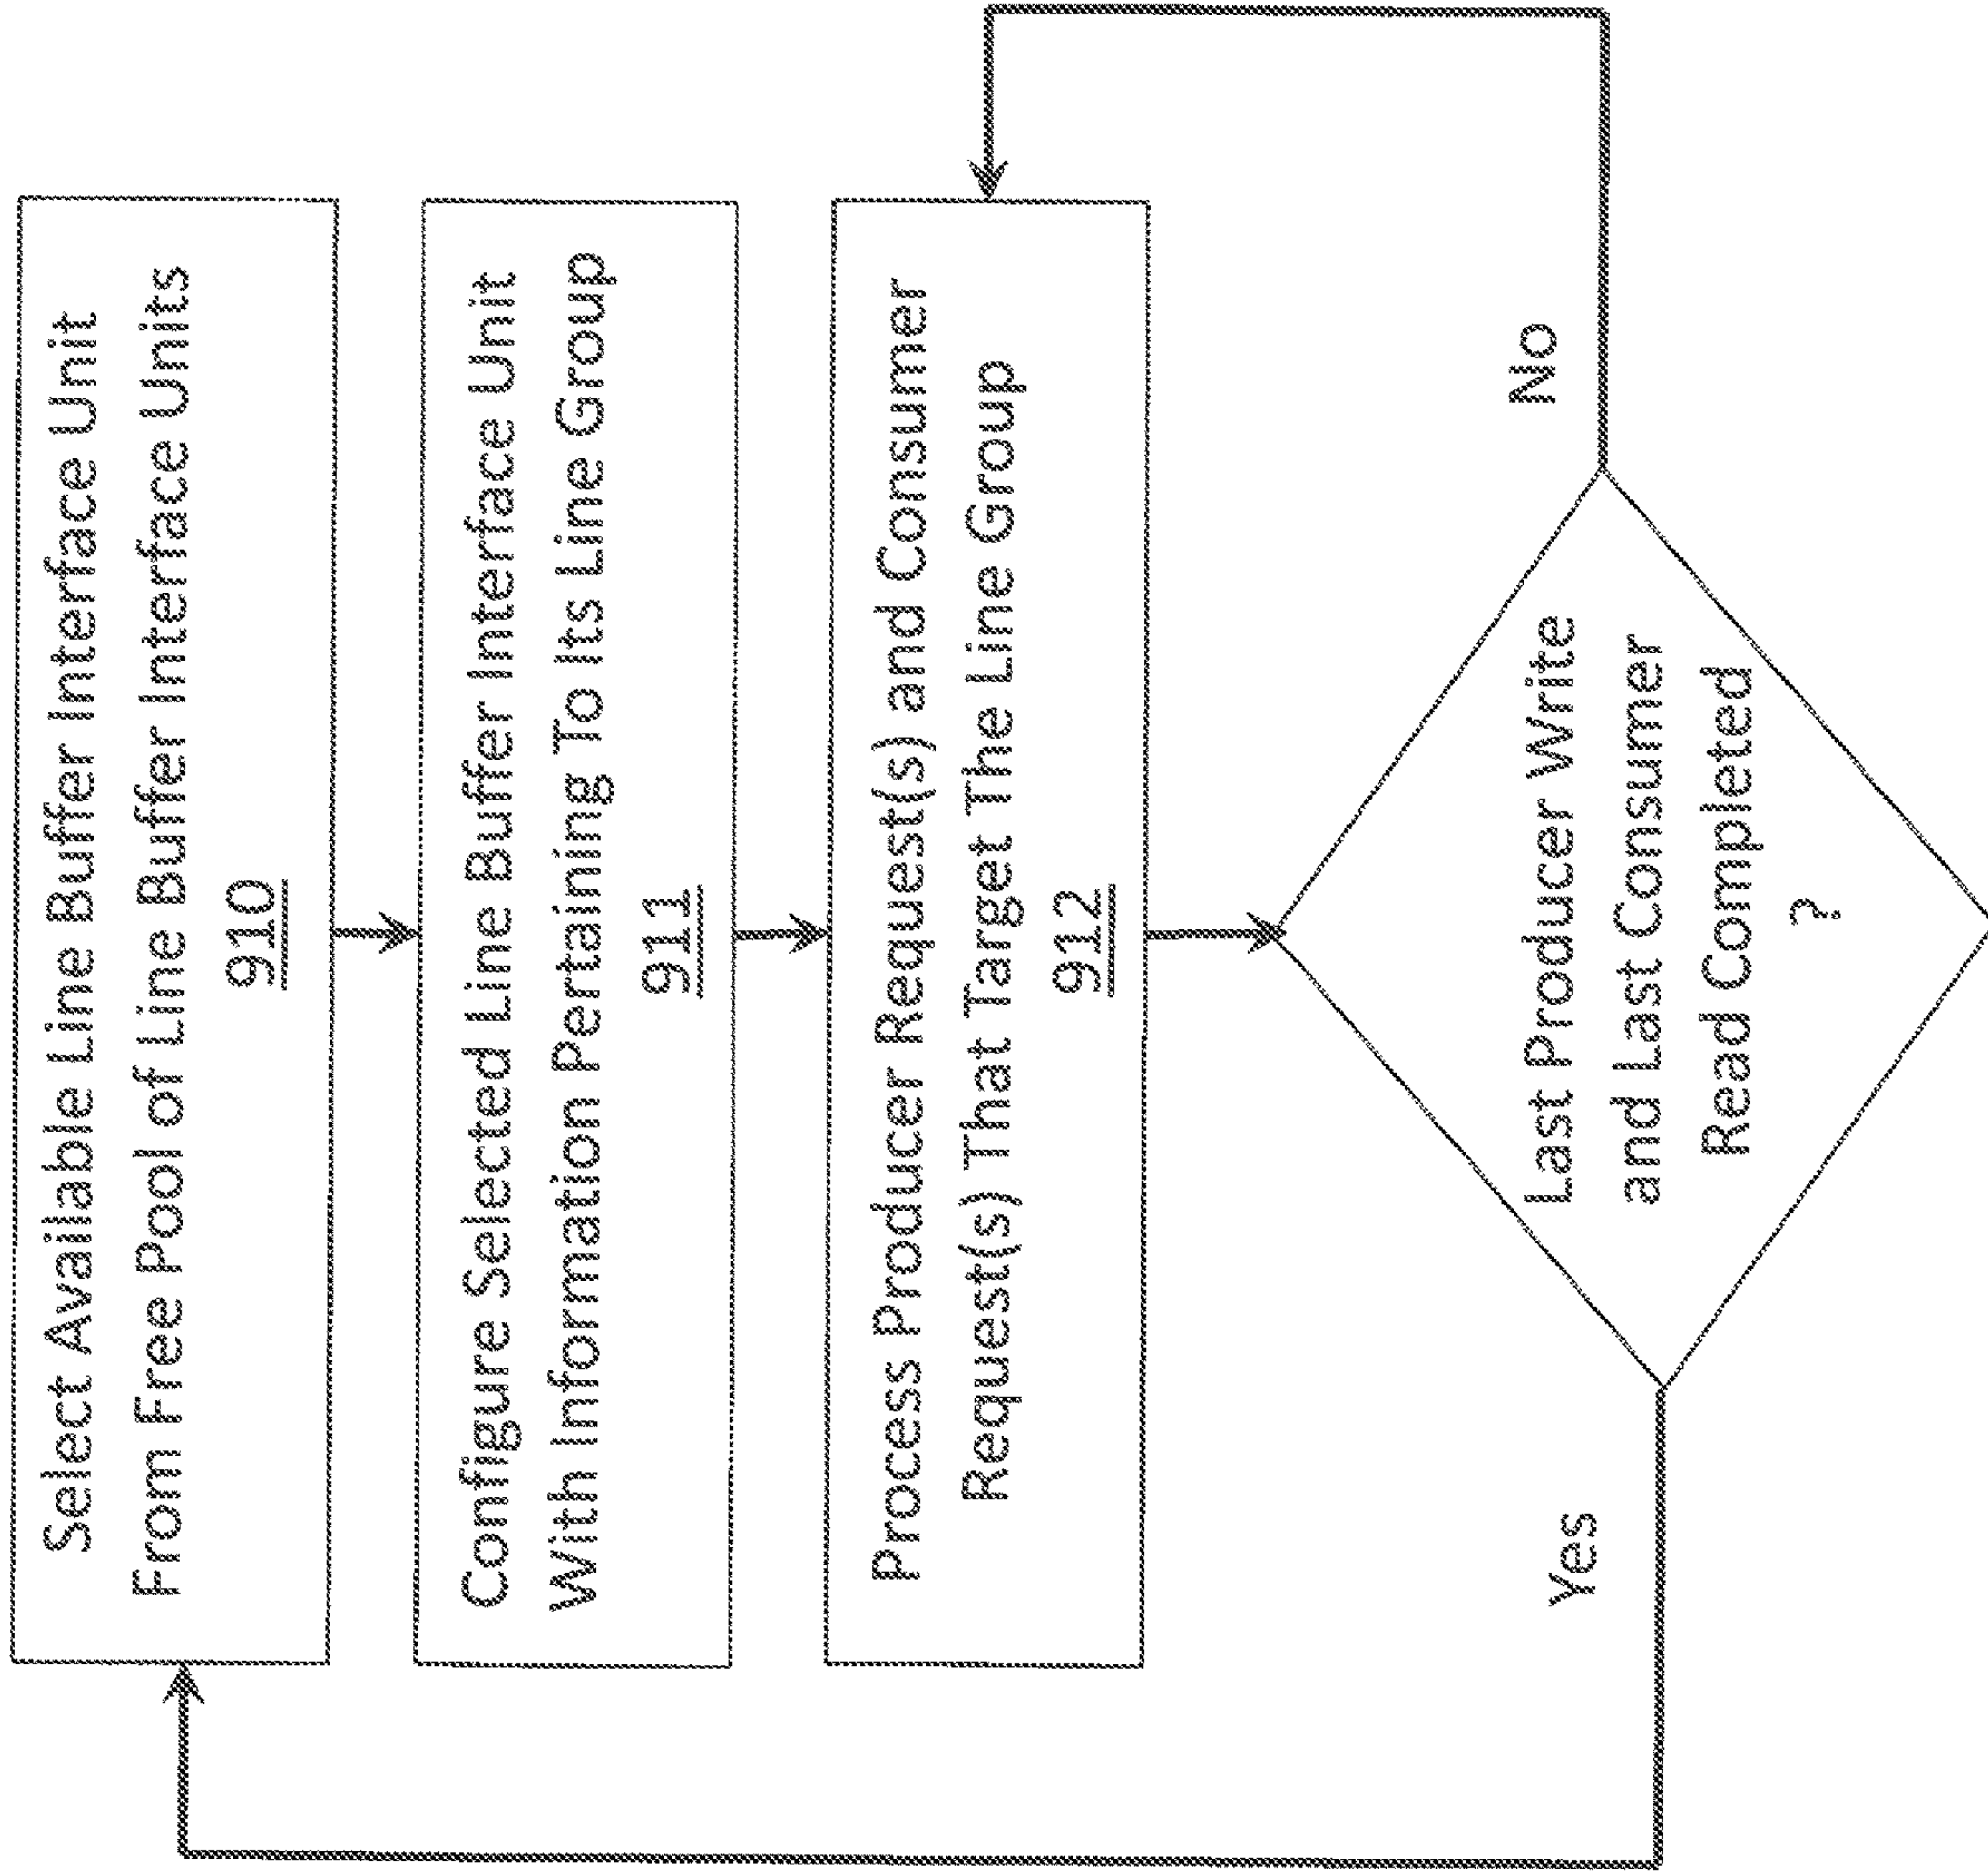 Select Available Line Buffer Interface Unit
From Free Pool of Line Buffer Interface Units
910
Configure Selected Line Buffer Interface Unit
With Information Pertaining To Its Line Group
911
Process Producer Request(s) and Consumer
Request(s) That Target The Line Group
912
Last Producer Write
and Last Consumer
Read Completed
?
Yes
No